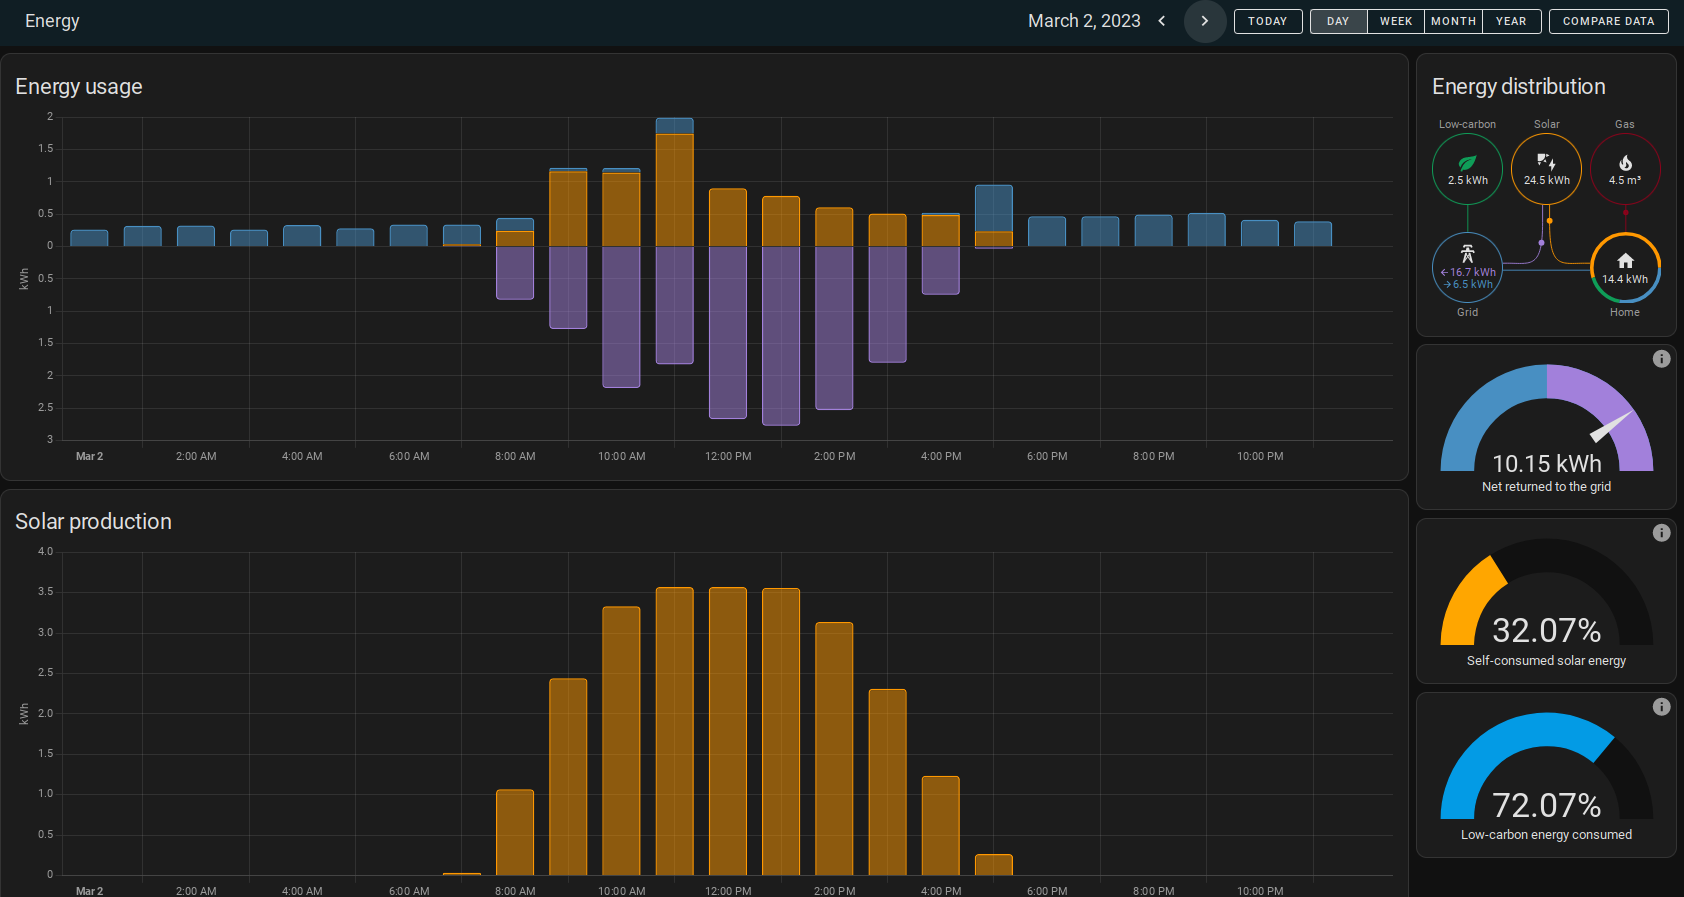 Energy
March 2, 2023
TODAY
DAY WEEK MONTH YEAR
COMPARE DATA
Energy usage
2
1.5
1
0.5
0
0.5
1
1.5
2
2.5
3
kWh
Mar 2 2:00 AM 4:00 AM 6:00 AM 8:00 AM 10:00 AM 12:00 PM 2:00 PM 4:00 PM 6:00 PM 8:00 PM 10:00 PM
Solar production
4.0
3.5
3.0
2.5
2.0
1.5
1.0
0.5
0
kWh
Mar 2 2:00 AM 4:00 AM 6:00 AM 8:00 AM 10:00 AM 12:00 PM 2:00 PM 4:00 PM 6:00 PM 8:00 PM 10:00 PM
Energy distribution
Low-carbon Solar Gas
2.5 kWh 24.5 kWh 4.5 m³
←16.7 kWh
→6.5 kWh
14.4 kWh
Grid Home
10.15 kWh
Net returned to the grid
32.07%
Self-consumed solar energy
72.07%
Low-carbon energy consumed